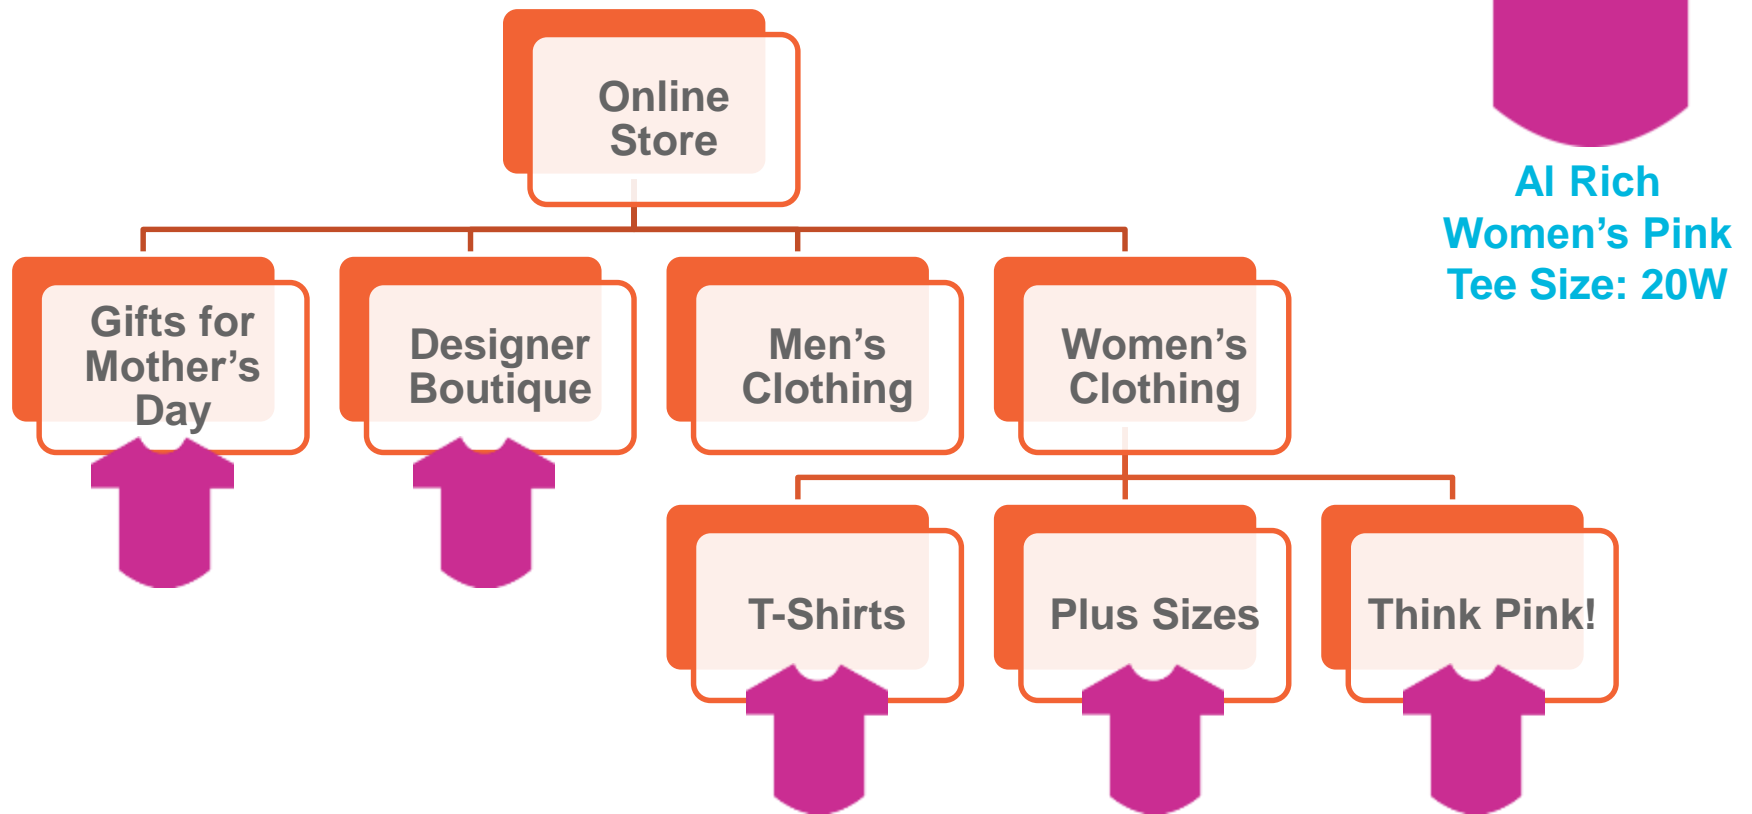 Online
Store
Al Rich
Women’s Pink
Tee Size: 20W
Gifts for
Mother’s
Day
Designer
Boutique
Men’s
Clothing
Women’s
Clothing
T-Shirts
Plus Sizes
Think Pink!